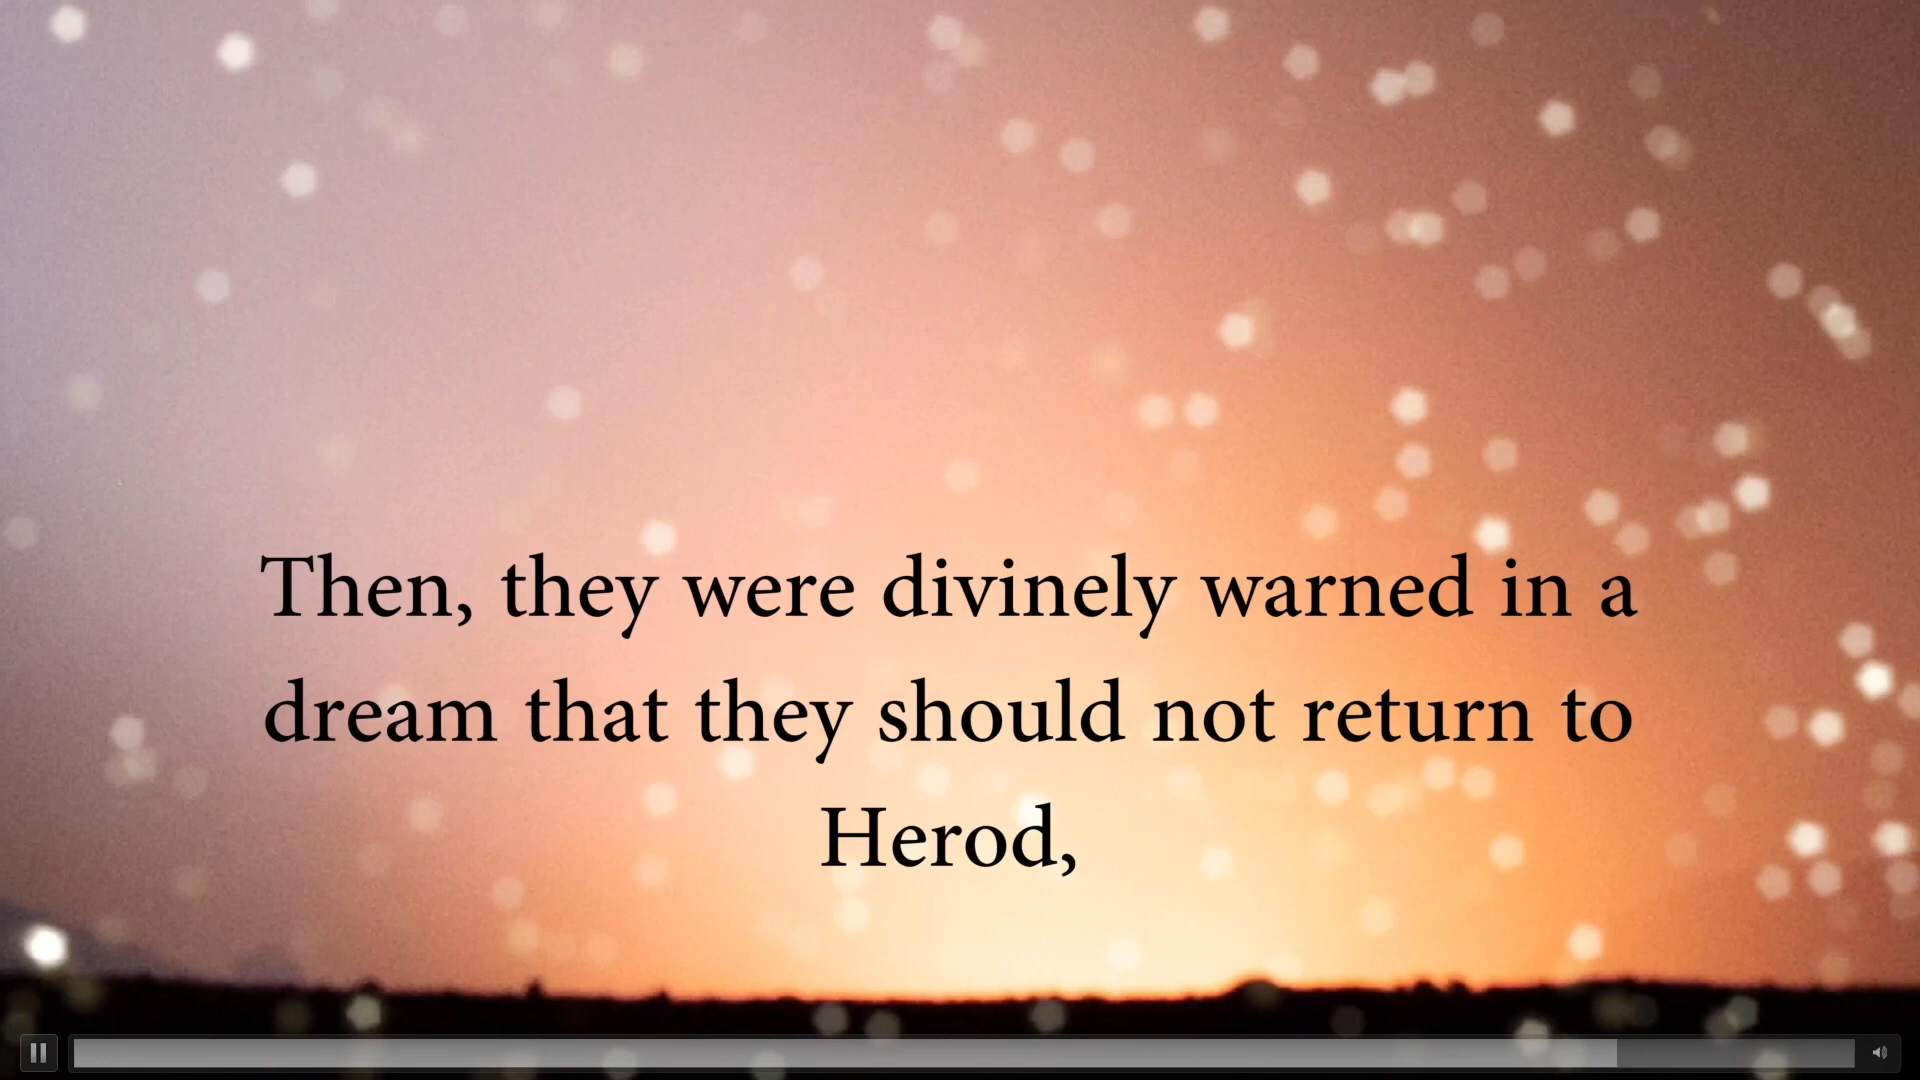 Then, they were divinely warned in a
dream that they should not return to
Herod,